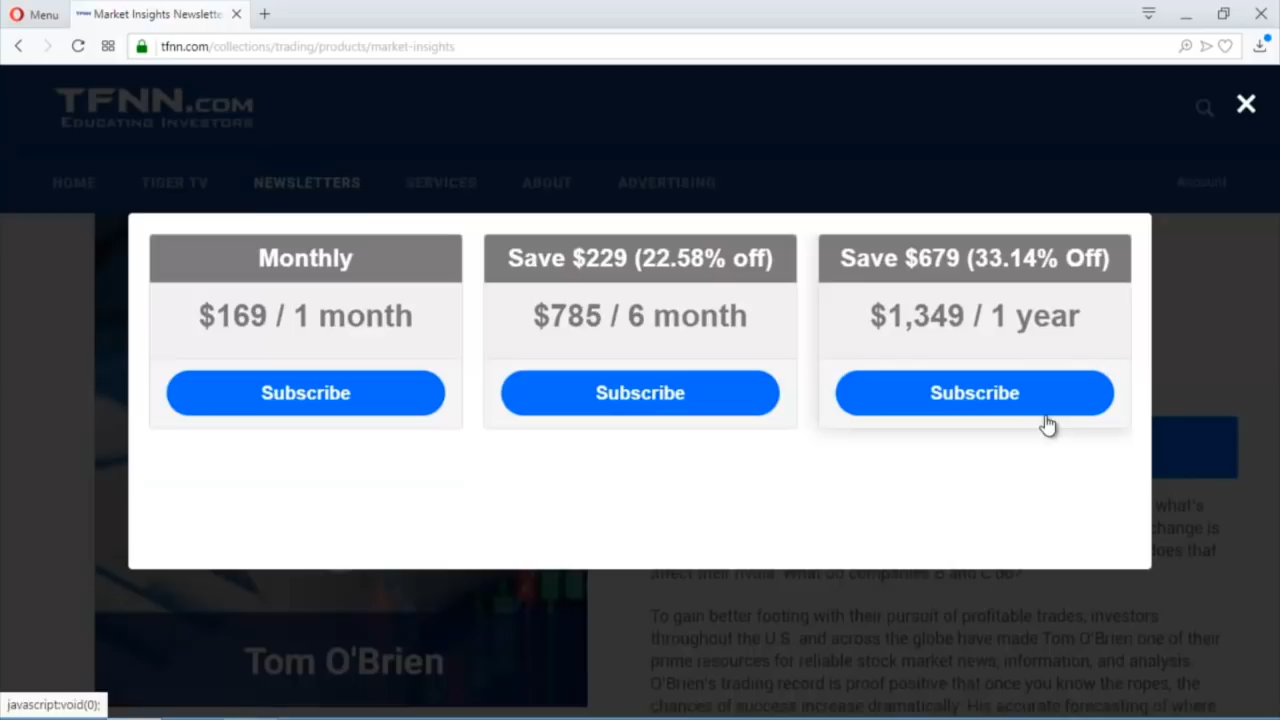 Menu
TFNN Market Insights Newslette
tfnn.com/collections/trading/products/market-insights
TFNN.COM
EDUCATING INVESTORS
HOME
TIGER TV
NEWSLETTERS
SERVICES
ABOUT
ADVERTISING
Account
Monthly
$169 / 1 month
Subscribe
Save $229 (22.58% off)
$785 / 6 month
Subscribe
Save $679 (33.14% Off)
$1,349 / 1 year
Subscribe
what's
change is
does that
affect their rivals. What do companies B and C do?
To gain better footing with their pursuit of profitable trades, investors
throughout the U.S. and across the globe have made Tom O'Brien one of their
prime resources for reliable stock market news, information, and analysis.
O'Brien's trading record is proof positive that once you know the ropes, the
chances of success increase dramatically. His accurate forecasting of where
Tom O'Brien
javascript:void(0);